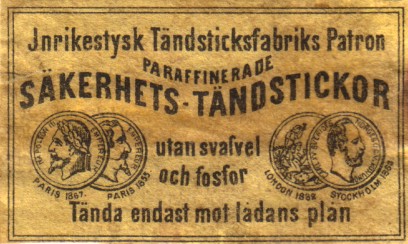 Jnrikestysk Tändsticksfabriks Patron
PARAFFINERADE
SÄKERHETS-TÄNDSTICKOR
utan svafvel
och fosfor
PARIS 1867.
PARIS 1855
LONDON 1862
STOCKHOLM 1866
Tända endast mot lådans plån